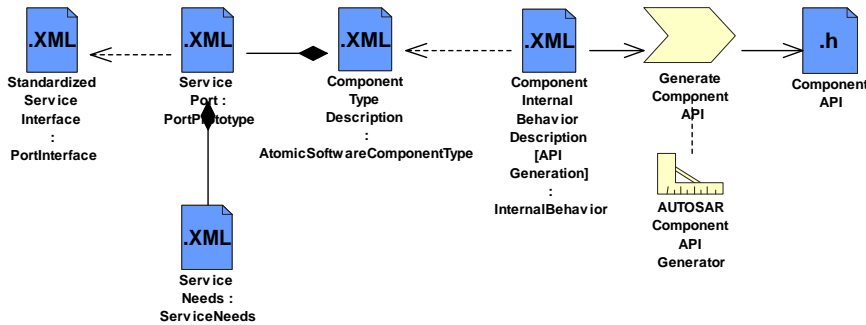 .XML
Standardized
Service
Interface
:
PortInterface
.XML
Service
Port :
PortPrototype
.XML
Component
Type
Description
:
AtomicSoftwareComponentType
.XML
Component
Internal
Behavior
Description
[API
Generation]
:
InternalBehavior
Generate
Component
API
.h
Component
API
.XML
Service
Needs :
ServiceNeeds
AUTOSAR
Component
API
Generator